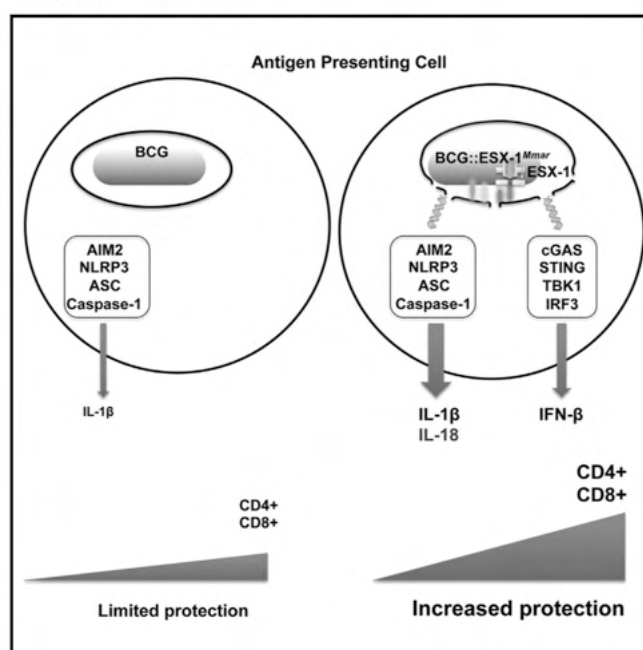 Antigen Presenting Cell
BCG
AIM2
NLRP3
ASC
Caspase-1
IL-1β
CD4+
CD8+
Limited protection
BCG::ESX-1Mmar
ESX-1
AIM2
NLRP3
ASC
Caspase-1
cGAS
STING
TBK1
IRF3
IL-1β
IL-18
IFN-β
CD4+
CD8+
Increased protection